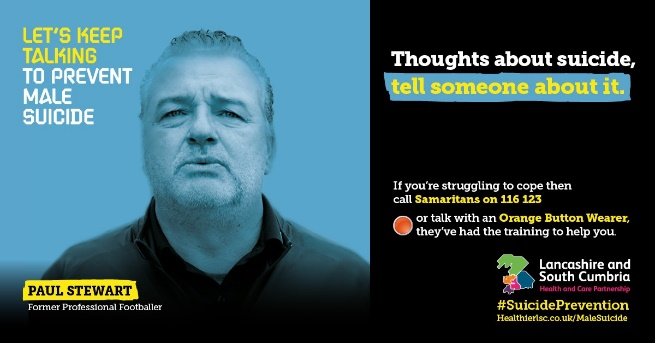 LET'S KEEP
TALKING
TO PREVENT
MALE
SUICIDE
PAUL STEWART
Former Professional Footballer
Thoughts about suicide,
tell someone about it.
If you're struggling to cope then
call Samaritans on 116 123
or talk with an Orange Button Wearer,
they've had the training to help you.
Lancashire and
South Cumbria
Health and Care Partnership
#SuicidePrevention
Healthierlsc.co.uk/MaleSuicide